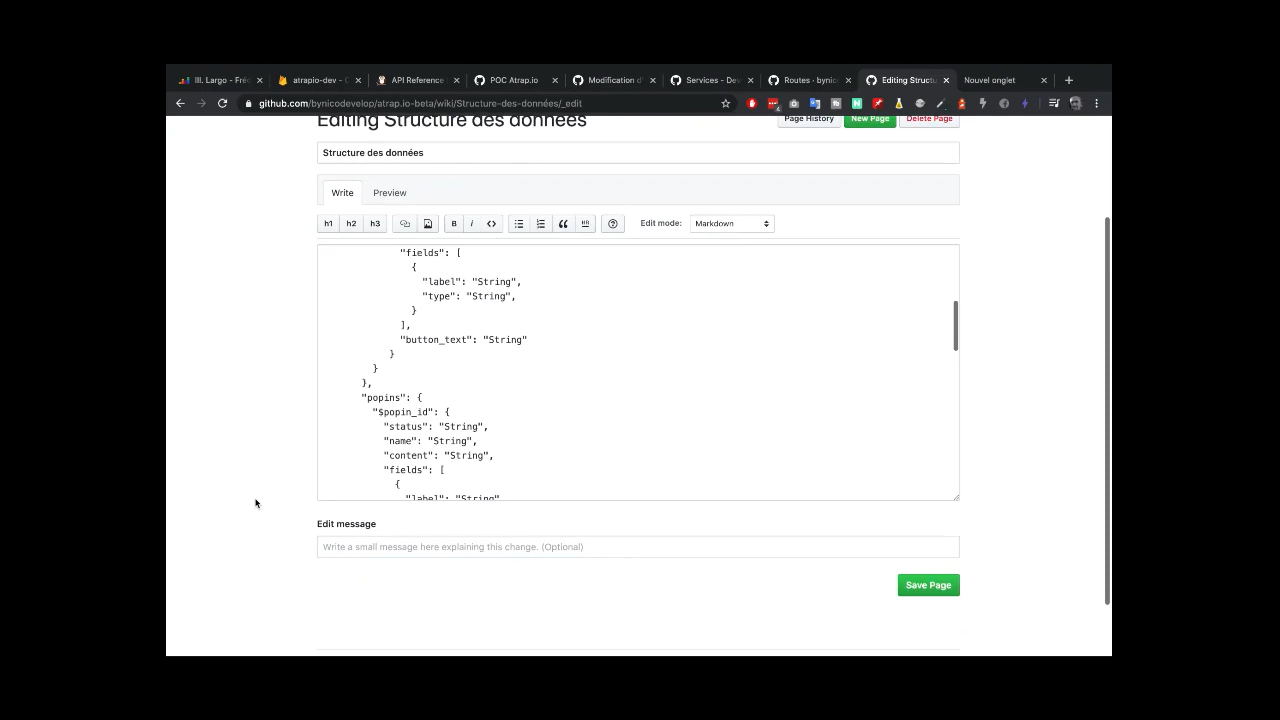 III. Largo - Fré
atrapio-dev - C
API Reference
POC Atrap.io
Modification d
Services - Dev
Routes · bynic
Editing Structu
Nouvel onglet
github.com/bynicodevelop/atrap.io-beta/wiki/Structure-des-données/_edit
Editing Structure des données
Page History
New Page
Delete Page
Structure des données
Write
Preview
h1 h2 h3
B i
Edit mode:
Markdown
"fields": [
{
"label": "String",
"type": "String",
}
],
"button_text": "String"
}
}
},
"popins": {
"$popin_id": {
"status": "String",
"name": "String",
"content": "String",
"fields": [
{
"label": "String"
Edit message
Write a small message here explaining this change. (Optional)
Save Page